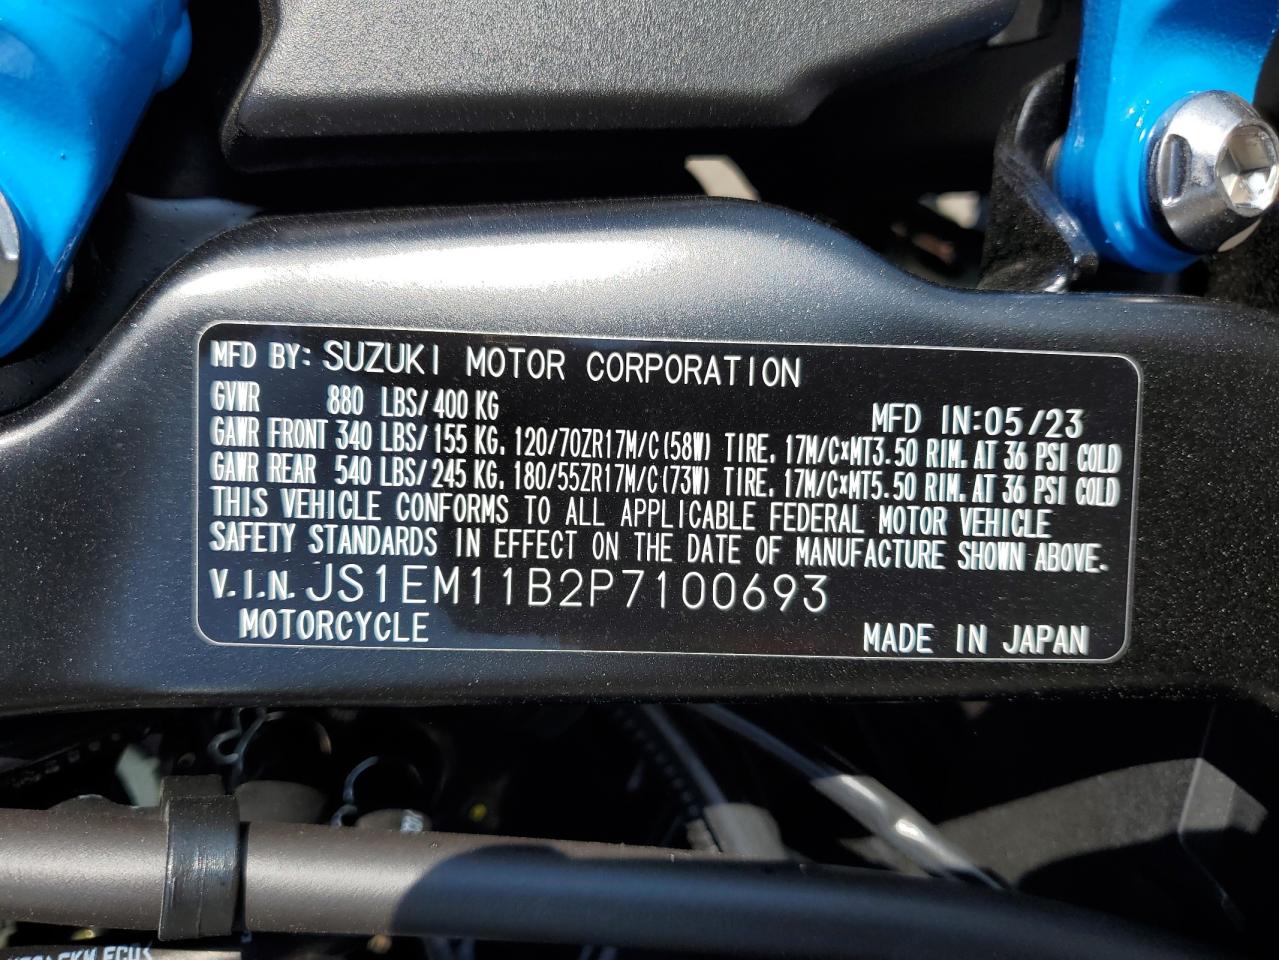 MFD BY: SUZUKI MOTOR CORPORATION
GVWR 880 LBS/400 KG MFD IN:05/23
GAWR FRONT 340 LBS/155 KG. 120/70ZR17M/C(58W) TIRE, 17M/C×MT3.50 RIM. AT 36 PSI COLD
GAWR REAR 540 LBS/245 KG. 180/55ZR17M/C(73W) TIRE, 17M/C×MT5.50 RIM. AT 36 PSI COLD
THIS VEHICLE CONFORMS TO ALL APPLICABLE FEDERAL MOTOR VEHICLE
SAFETY STANDARDS IN EFFECT ON THE DATE OF MANUFACTURE SHOWN ABOVE.
V.I.N. JS1EM11B2P7100693
MOTORCYCLE MADE IN JAPAN